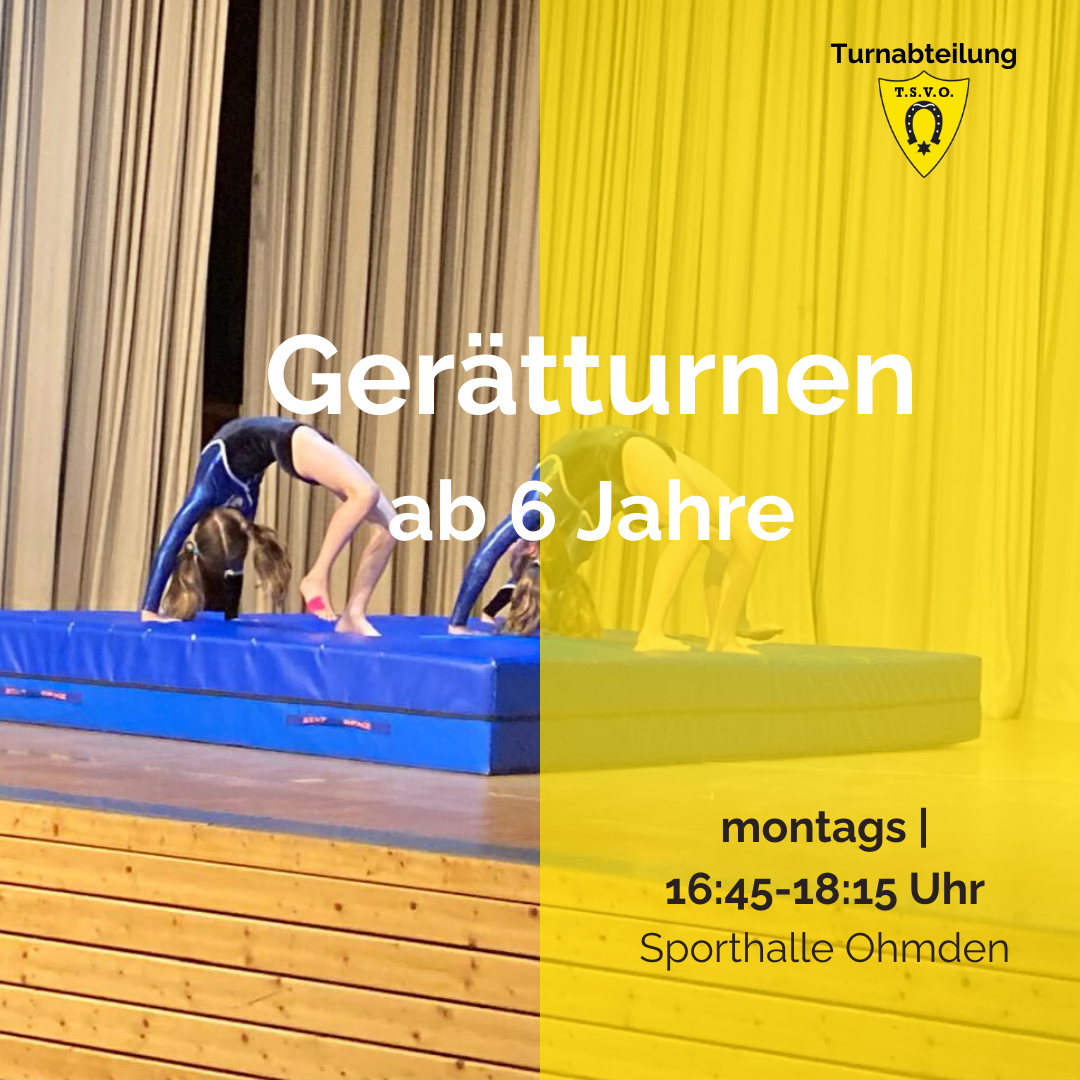 Turnabteilung
T.S.V.O.
Gerätturnen
ab 6 Jahre
montags |
16:45-18:15 Uhr
Sporthalle Ohmden